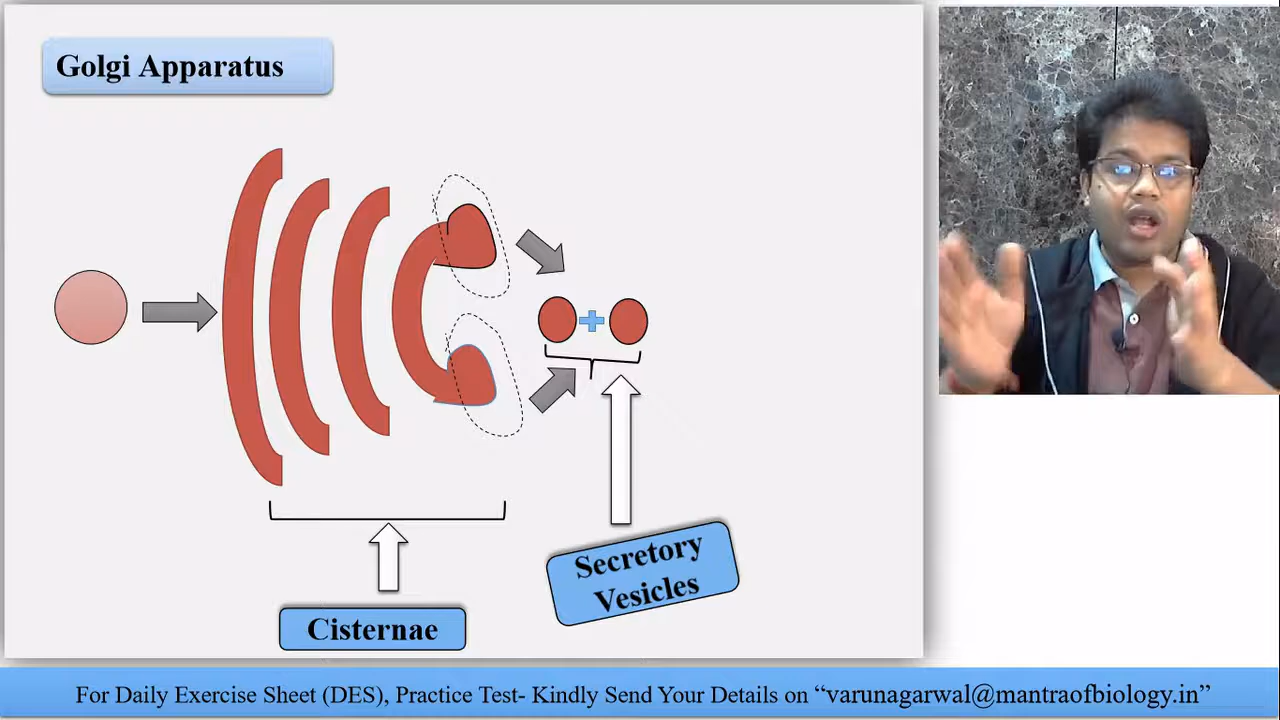 Golgi Apparatus
Cisternae
Secretory
Vesicles
For Daily Exercise Sheet (DES), Practice Test- Kindly Send Your Details on “varunagarwal@mantraofbiology.in”